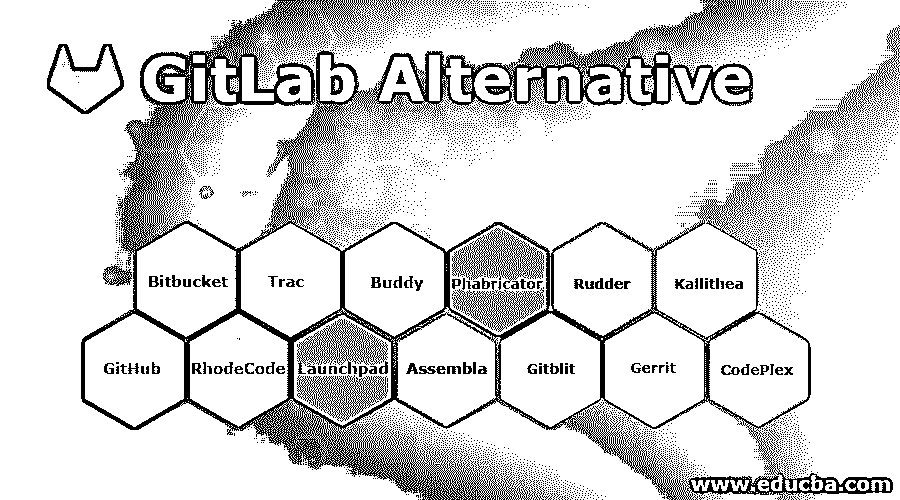 GitLab Alternative
Bitbucket Trac Buddy Phabricator Rudder Kallithea
GitHub RhodeCode Launchpad Assembla Gitblit Gerrit CodePlex
www.educba.com